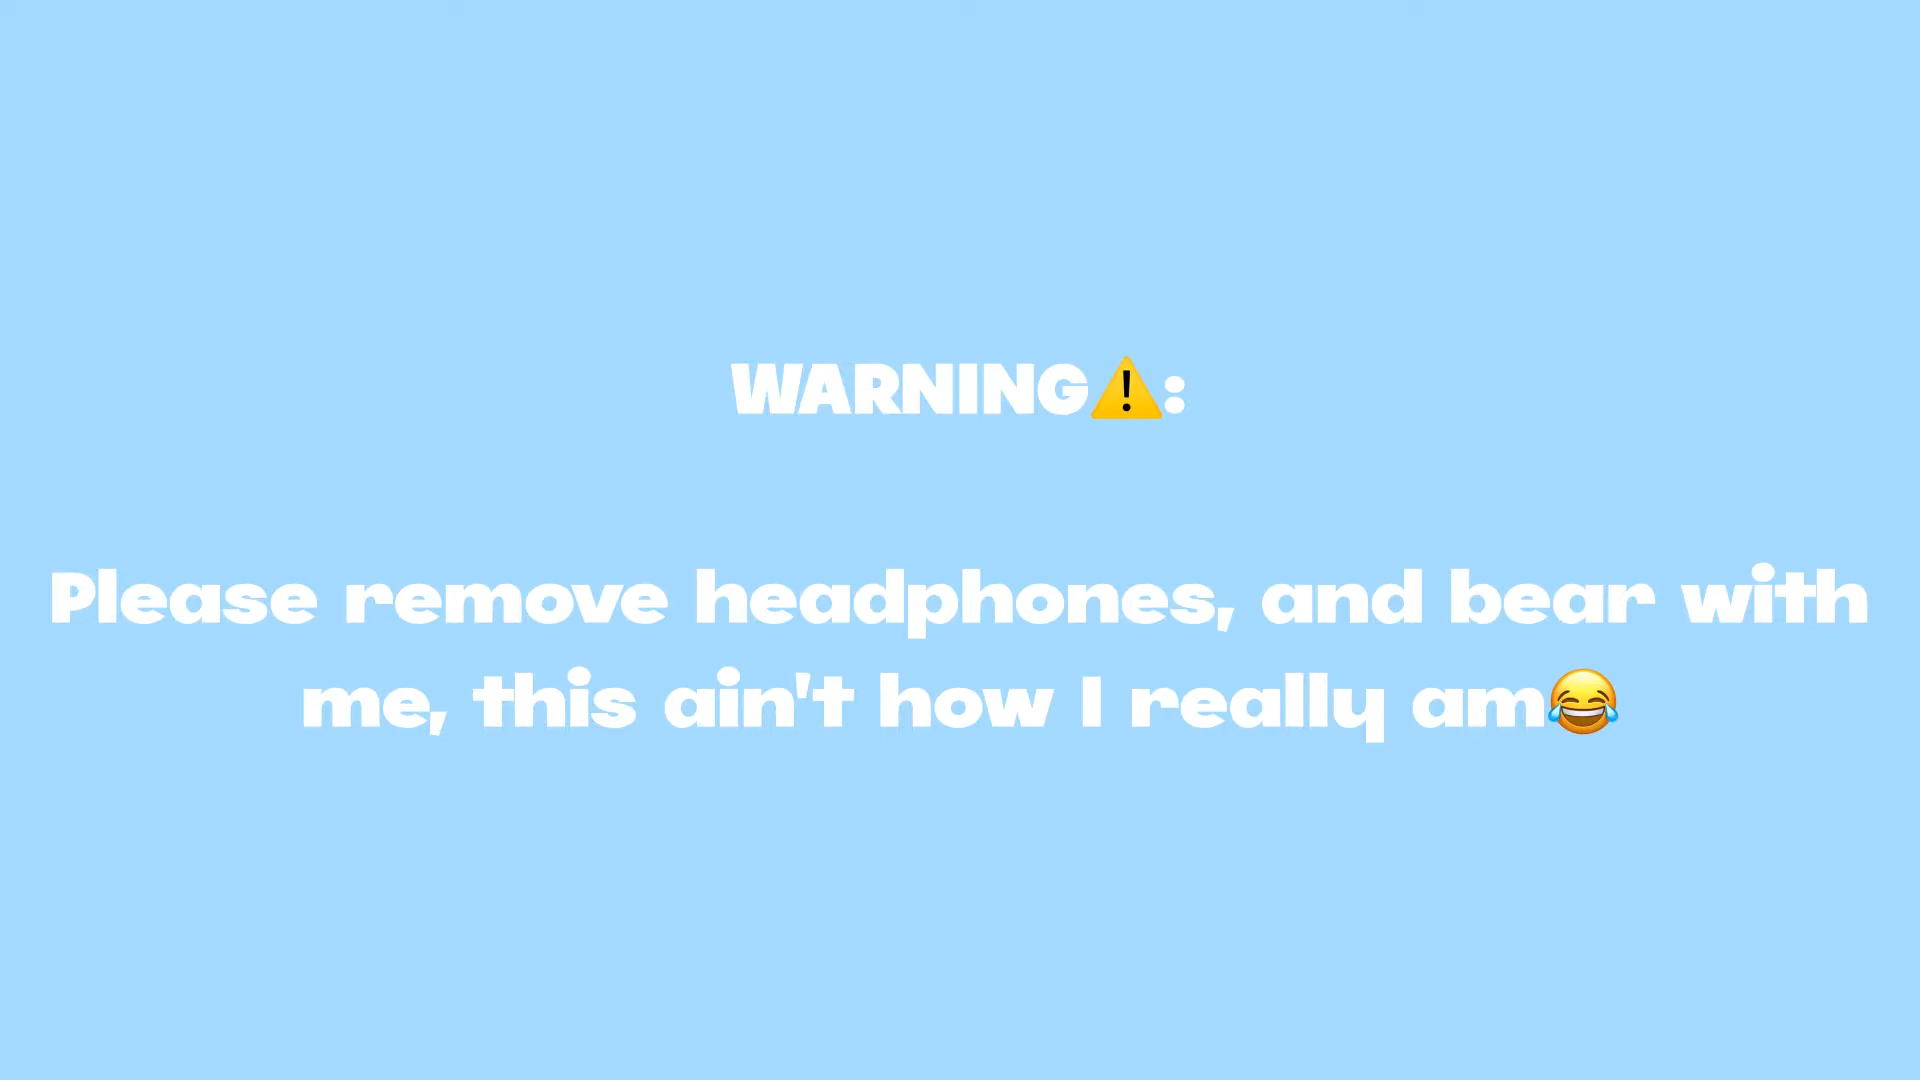 WARNING⚠️:
Please remove headphones, and bear with
me, this ain't how I really am😂